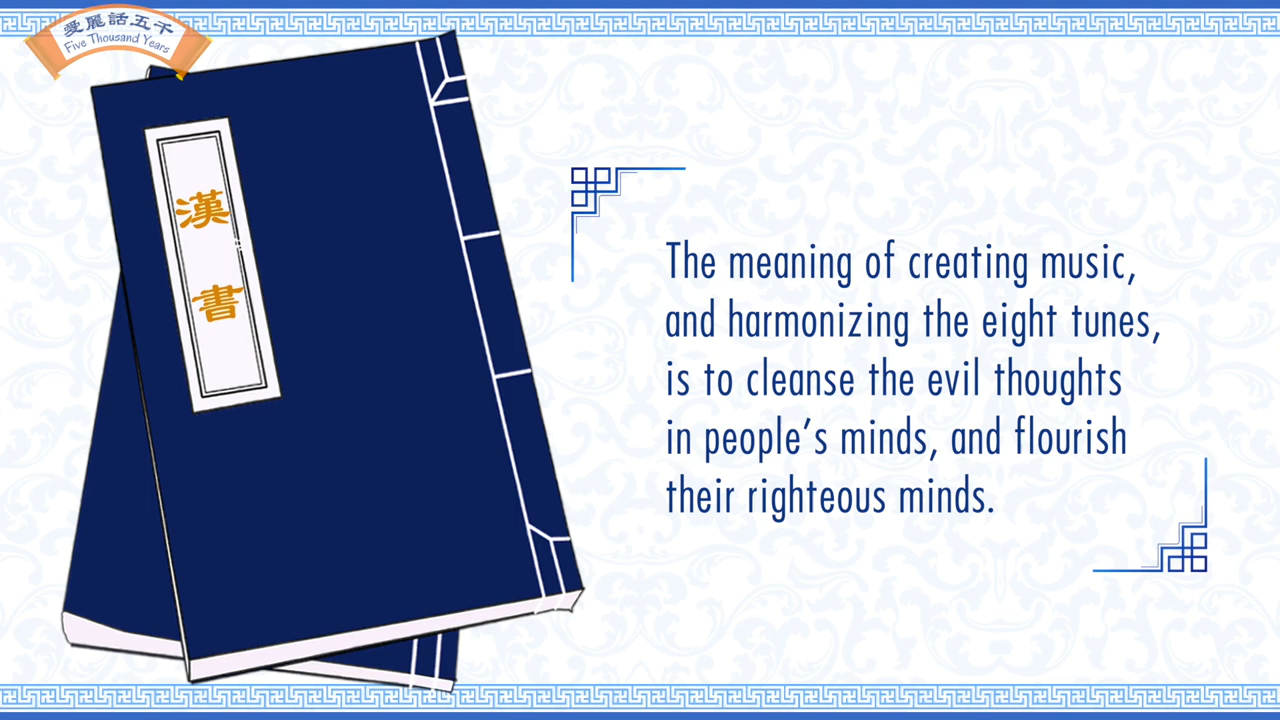 愛麗話五千
Five Thousand Years
漢
書
The meaning of creating music,
and harmonizing the eight tunes,
is to cleanse the evil thoughts
in people's minds, and flourish
their righteous minds.